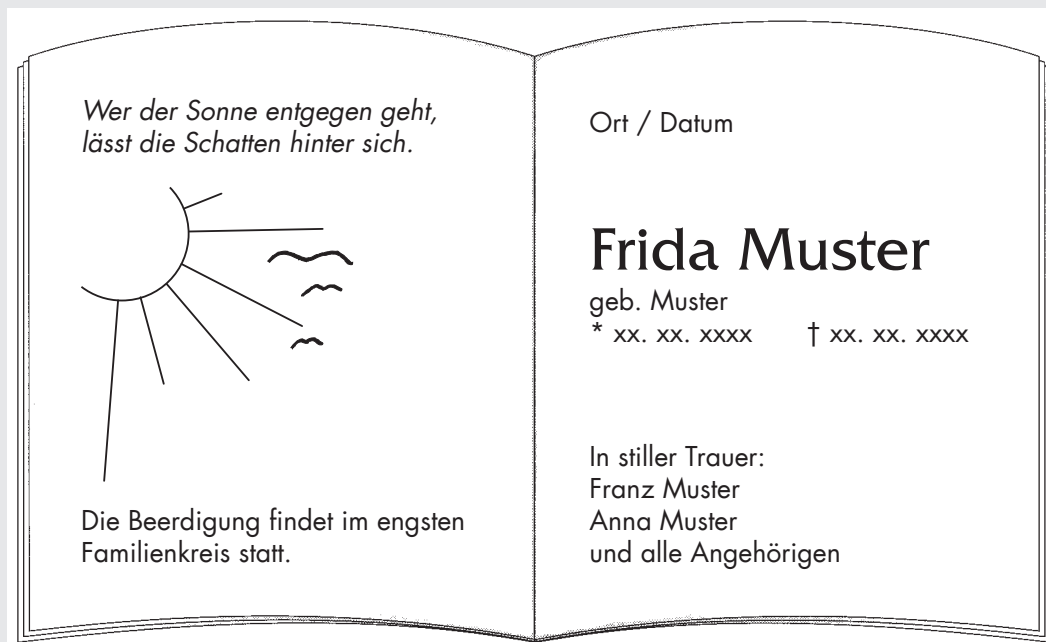 Wer der Sonne entgegen geht,
lässt die Schatten hinter sich.
Die Beerdigung findet im engsten
Familienkreis statt.
Ort / Datum
Frida Muster
geb. Muster
* xx. xx. xxxx † xx. xx. xxxx
In stiller Trauer:
Franz Muster
Anna Muster
und alle Angehörigen